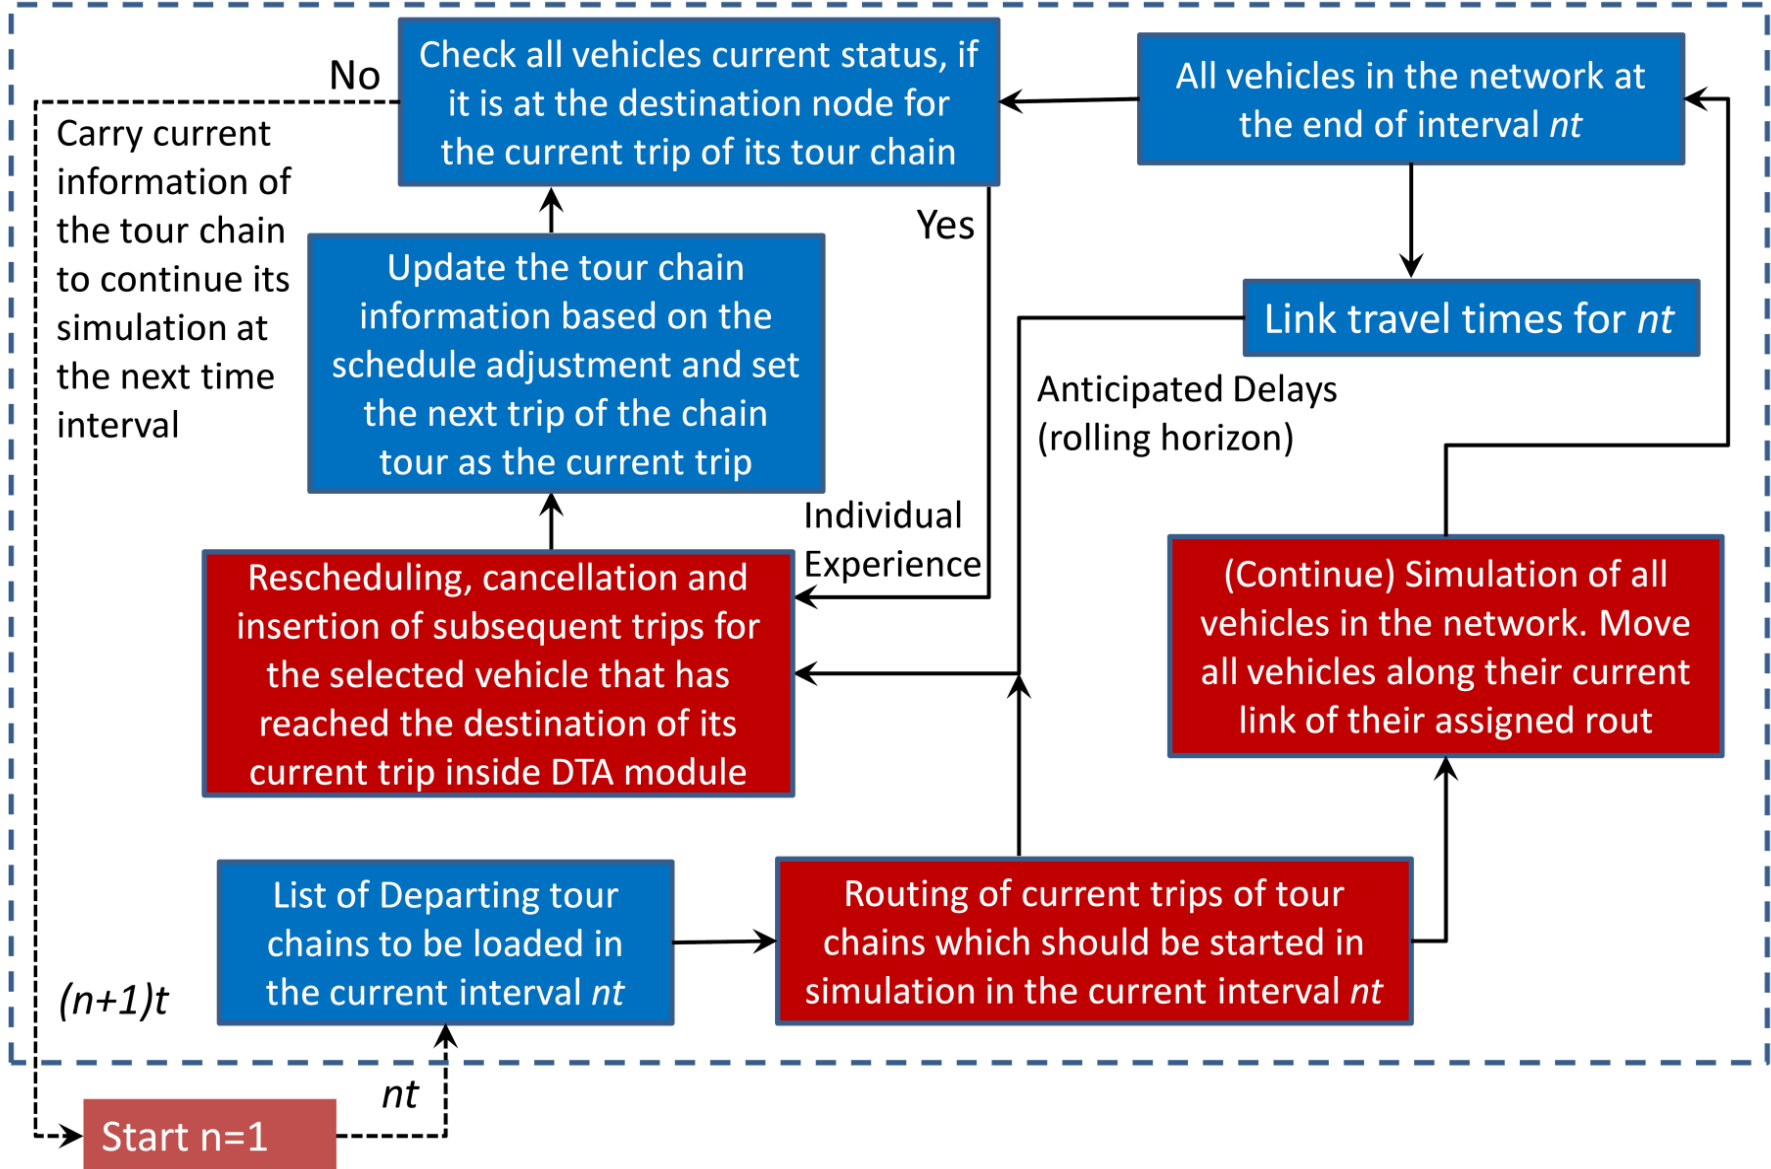 Check all vehicles current status, if
it is at the destination node for
the current trip of its tour chain
All vehicles in the network at
the end of interval nt
No
Carry current
information of
the tour chain
to continue its
simulation at
the next time
interval
Yes
Update the tour chain
information based on the
schedule adjustment and set
the next trip of the chain
tour as the current trip
Link travel times for nt
Anticipated Delays
(rolling horizon)
Individual
Experience
Rescheduling, cancellation and
insertion of subsequent trips for
the selected vehicle that has
reached the destination of its
current trip inside DTA module
(Continue) Simulation of all
vehicles in the network. Move
all vehicles along their current
link of their assigned rout
List of Departing tour
chains to be loaded in
the current interval nt
Routing of current trips of tour
chains which should be started in
simulation in the current interval nt
(n+1)t
nt
Start n=1